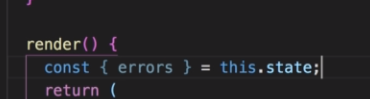 }
render() {
const { errors } = this.state;
return (